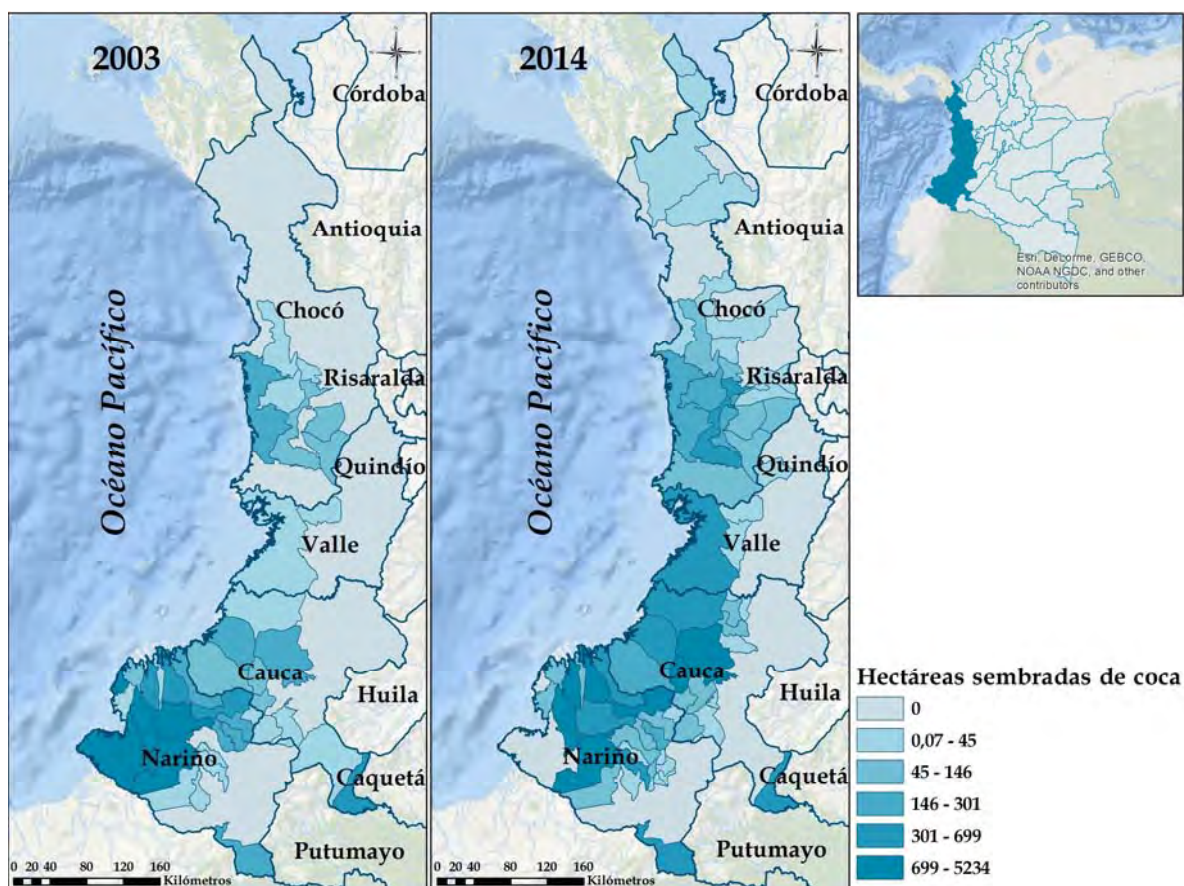 2003
Córdoba
Antioquia
Chocó
Risaralda
Quindío
Océano Pacífico
Valle
Cauca
Huila
Nariño
Caquetá
Putumayo
0 20 40 80 120 160
Kilómetros
2014
Córdoba
Antioquia
Chocó
Risaralda
Quindío
Océano Pacífico
Valle
Cauca
Huila
Nariño
Caquetá
Putumayo
0 20 40 80 120 160
Kilómetros
Esri, DeLorme, GEBCO,
NOAA NGDC, and other
contributors
Hectáreas sembradas de coca
0
0,07 - 45
45 - 146
146 - 301
301 - 699
699 - 5234